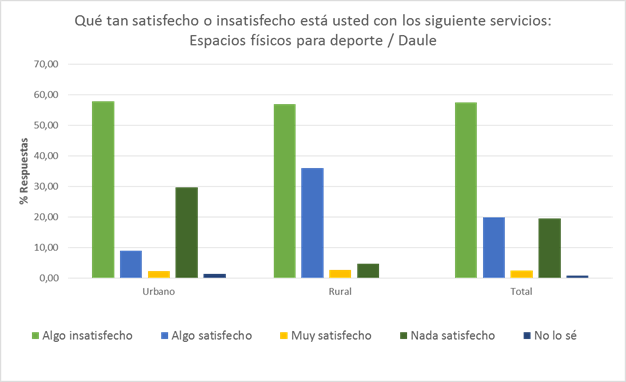 Qué tan satisfecho o insatisfecho está usted con los siguiente servicios:
Espacios físicos para deporte / Daule
70,00
60,00
50,00
40,00
30,00
20,00
10,00
0,00
% Respuestas
Urbano Rural Total
Algo insatisfecho Algo satisfecho Muy satisfecho Nada satisfecho No lo sé